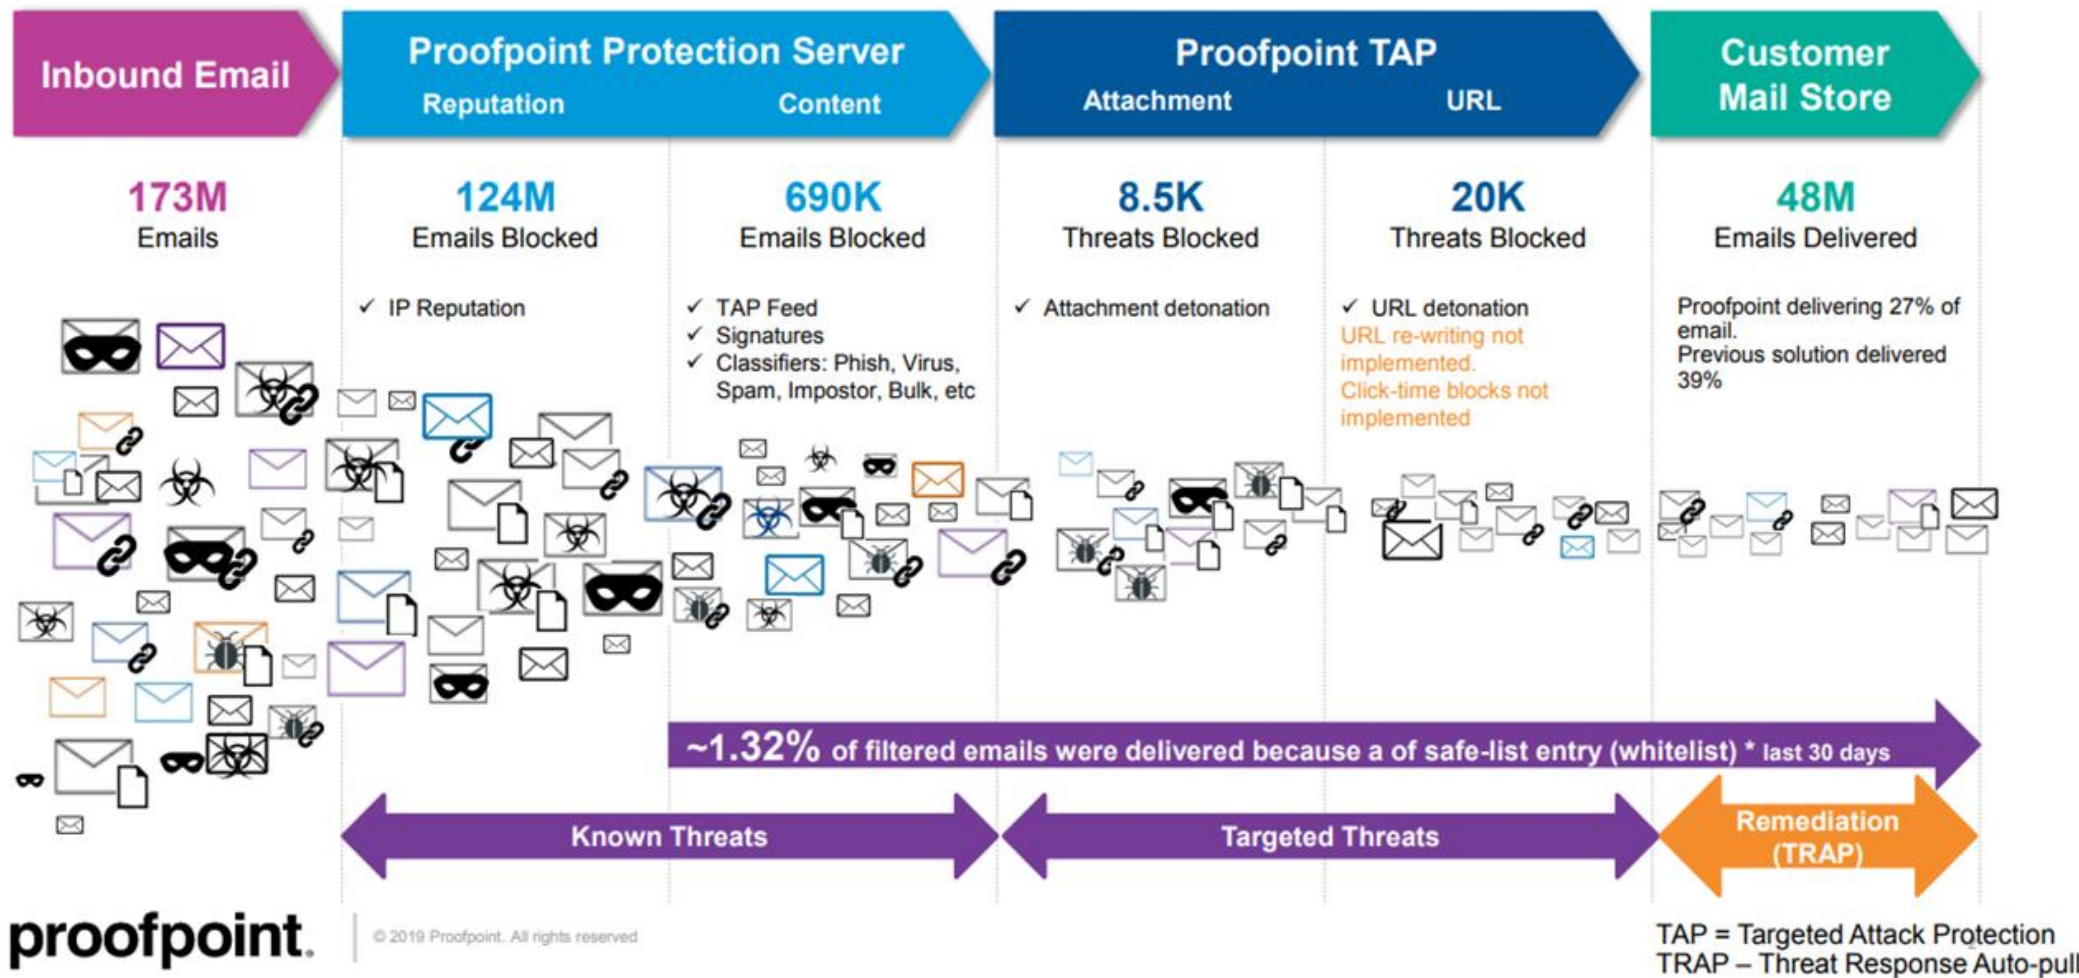 Inbound Email
Proofpoint Protection Server
Reputation
Content
Proofpoint TAP
Attachment
URL
Customer
Mail Store
173M
Emails
124M
Emails Blocked
✓ IP Reputation
690K
Emails Blocked
✓ TAP Feed
✓ Signatures
✓ Classifiers: Phish, Virus,
Spam, Impostor, Bulk, etc
8.5K
Threats Blocked
✓ Attachment detonation
20K
Threats Blocked
✓ URL detonation
URL re-writing not
implemented.
Click-time blocks not
implemented
48M
Emails Delivered
Proofpoint delivering 27% of
email.
Previous solution delivered
39%
~1.32% of filtered emails were delivered because a of safe-list entry (whitelist) * last 30 days
Known Threats
Targeted Threats
Remediation
(TRAP)
proofpoint.
© 2019 Proofpoint. All rights reserved
TAP = Targeted Attack Protection
TRAP – Threat Response Auto-pull